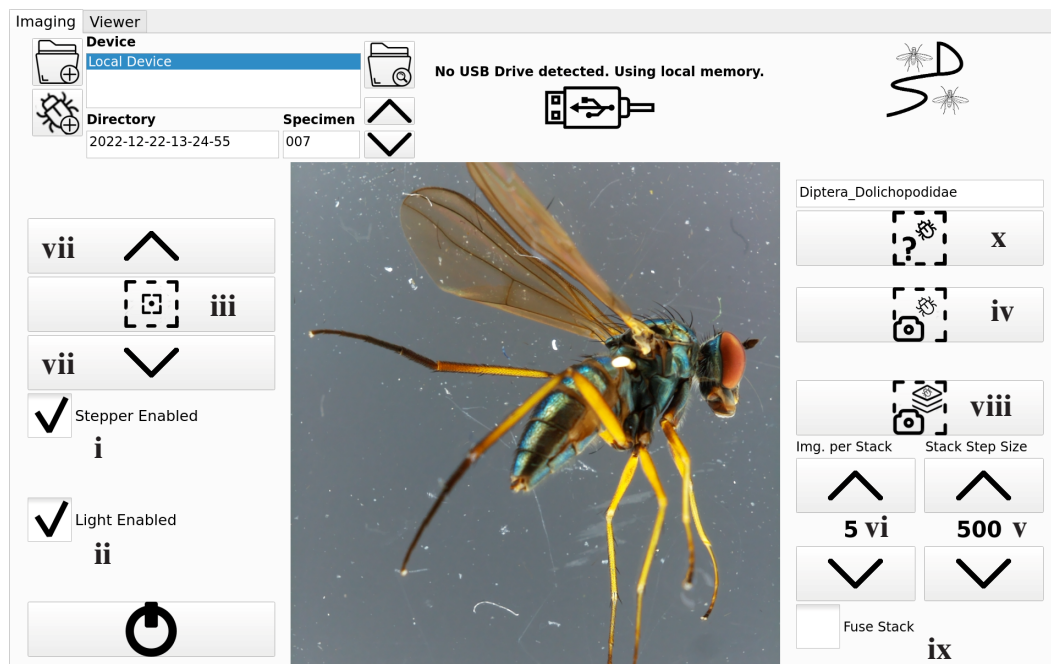 Imaging Viewer
Device
Local Device
No USB Drive detected. Using local memory.
Directory Specimen
2022-12-22-13-24-55 007
Diptera_Dolichopodidae
vii
? x
iii
iv
vii
viii
Stepper Enabled
i
Img. per Stack Stack Step Size
Light Enabled
5 vi 500 v
ii
Fuse Stack
ix